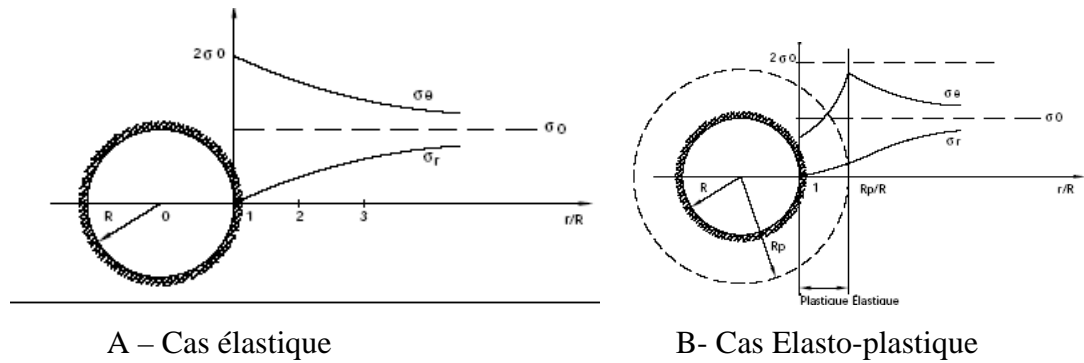 2σ0
σθ
σ0
σr
R
0
1
2
3
r/R
A – Cas élastique
2σ0
σθ
σ0
σr
R
1
Rp/R
r/R
Rp
Plastique Élastique
B- Cas Elasto-plastique